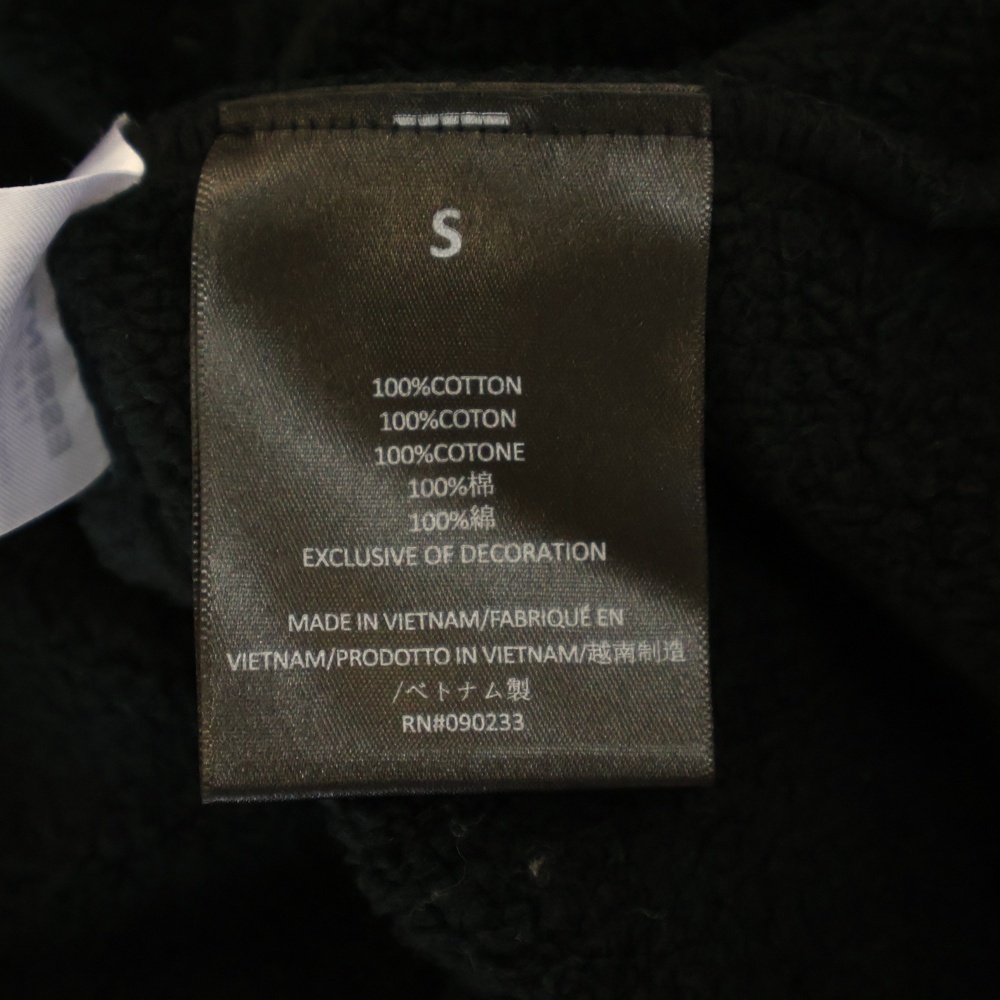 S
100%COTTON
100%COTON
100%COTONE
100%棉
100%綿
EXCLUSIVE OF DECORATION
MADE IN VIETNAM/FABRIQUÉ EN
VIETNAM/PRODOTTO IN VIETNAM/越南制造
/ベトナム製
RN#090233